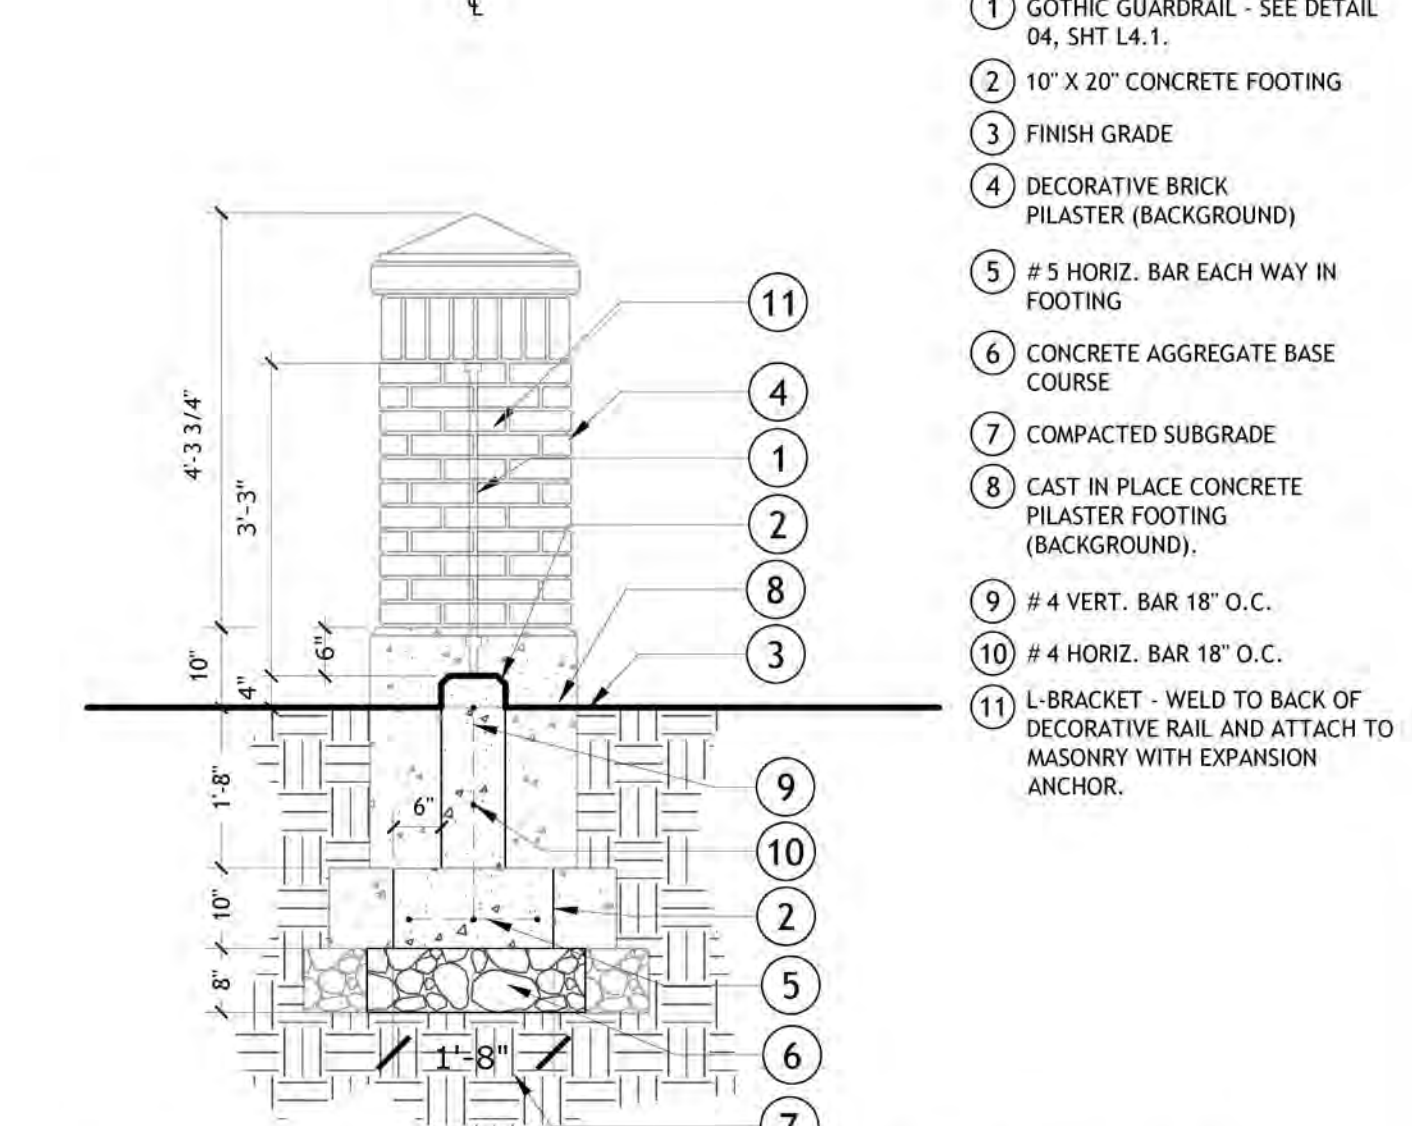 ℄
1 GOTHIC GUARDRAIL - SEE DETAIL
04, SHT L4.1.
2 10" X 20" CONCRETE FOOTING
3 FINISH GRADE
4 DECORATIVE BRICK
PILASTER (BACKGROUND)
5 # 5 HORIZ. BAR EACH WAY IN
FOOTING
6 CONCRETE AGGREGATE BASE
COURSE
7 COMPACTED SUBGRADE
8 CAST IN PLACE CONCRETE
PILASTER FOOTING
(BACKGROUND).
9 # 4 VERT. BAR 18" O.C.
10 # 4 HORIZ. BAR 18" O.C.
11 L-BRACKET - WELD TO BACK OF
DECORATIVE RAIL AND ATTACH TO
MASONRY WITH EXPANSION
ANCHOR.
4'-3 3/4"
3'-3"
10"
6"
4"
1'-8"
6"
10"
8"
1'-8"
11
4
1
2
8
3
9
10
2
5
6
7